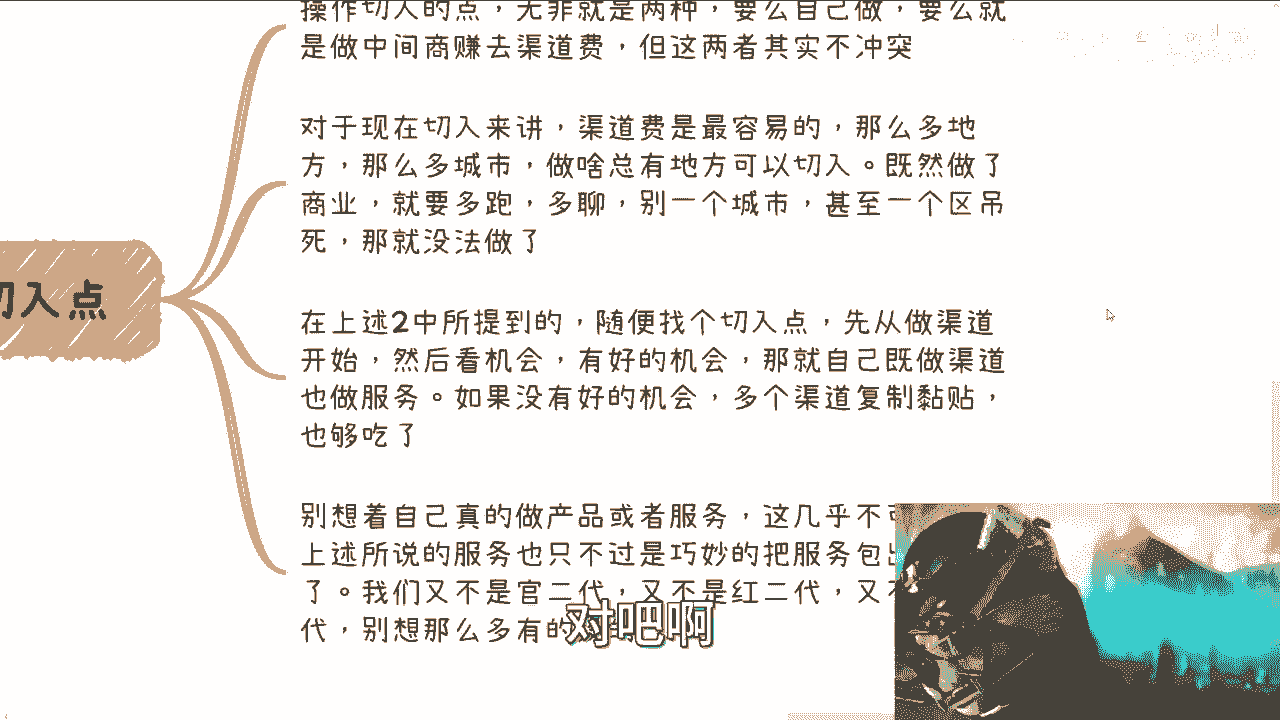 操作切入的点，无非就是两种，要么自己做，要么就
是做中间商赚去渠道费，但这两者其实不冲突
对于现在切入来讲，渠道费是最容易的，那么多地
方，那么多城市，做啥总有地方可以切入。既然做了
商业，就要多跑，多聊，别一个城市，甚至一个区吊
死，那就没法做了
切入点
在上述2中所提到的，随便找个切入点，先从做渠道
开始，然后看机会，有好的机会，那就自己既做渠道
也做服务。如果没有好的机会，多个渠道复制黏贴，
也够吃了
别想着自己真的做产品或者服务，这几乎不可
上述所说的服务也只不过是巧妙的把服务包出
了。我们又不是官二代，又不是红二代，又不
代，别想那么多有的
对吧啊